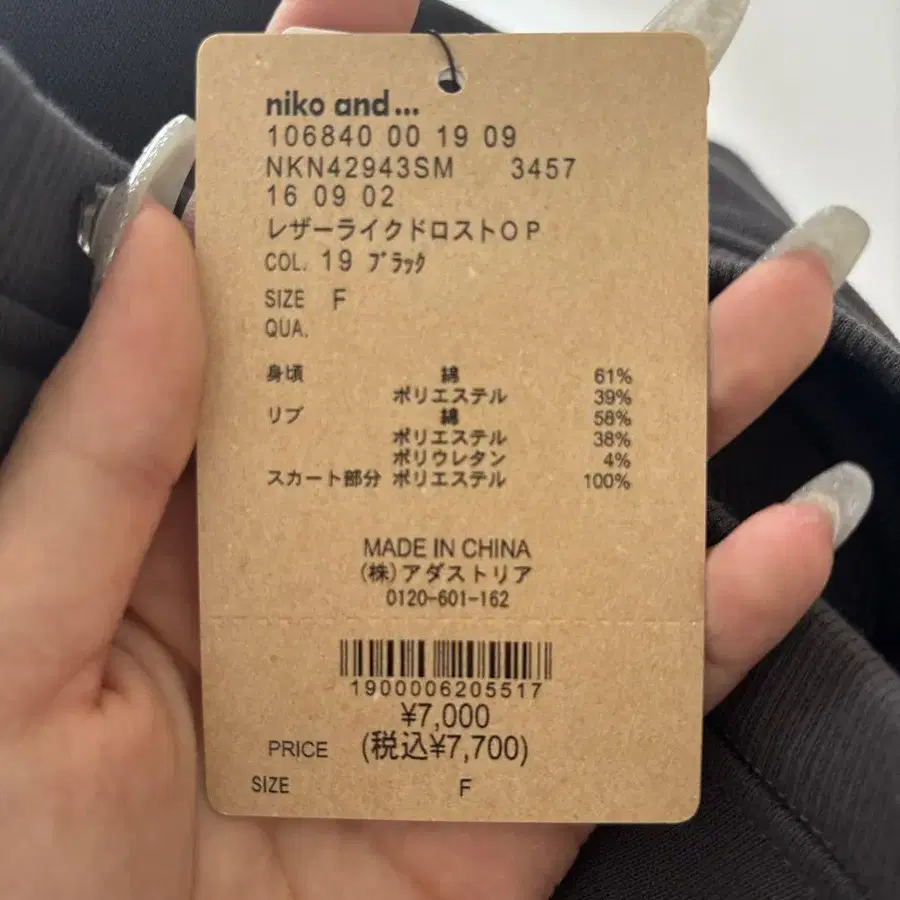 niko and...
106840 00 19 09
NKN42943SM 3457
16 09 02
レザーライクドロストOP
COL. 19 ブラック
SIZE F
QUA.
身頃 綿 61%
ポリエステル 39%
リブ 綿 58%
ポリエステル 38%
ポリウレタン 4%
スカート部分 ポリエステル 100%
MADE IN CHINA
(株)アダストリア
0120-601-162
1900006205517
¥7,000
PRICE (税込¥7,700)
SIZE F